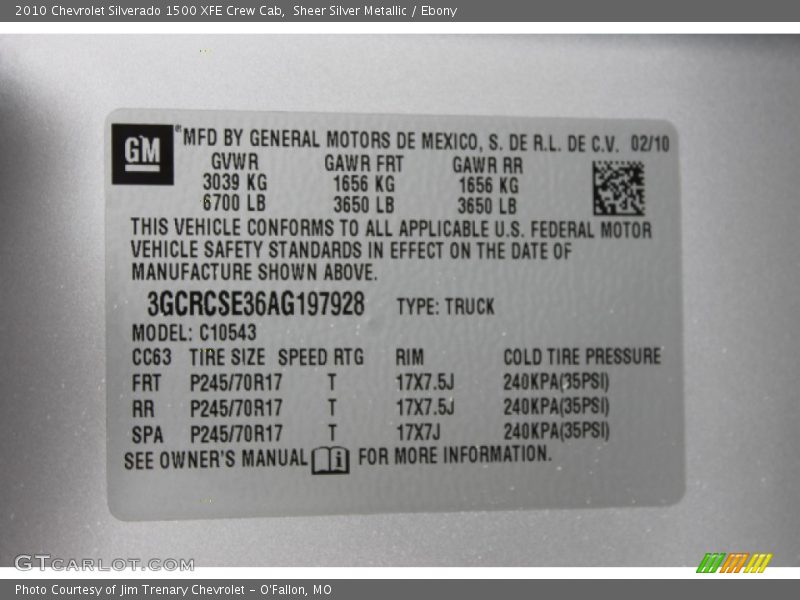 2010 Chevrolet Silverado 1500 XFE Crew Cab,  Sheer Silver Metallic / Ebony
GM ® MFD BY GENERAL MOTORS DE MEXICO, S. DE R.L. DE C.V. 02/10
GVWR GAWR FRT GAWR RR
3039 KG 1656 KG 1656 KG
6700 LB 3650 LB 3650 LB
THIS VEHICLE CONFORMS TO ALL APPLICABLE U.S. FEDERAL MOTOR
VEHICLE SAFETY STANDARDS IN EFFECT ON THE DATE OF
MANUFACTURE SHOWN ABOVE.
3GCRCSE36AG197928 TYPE: TRUCK
MODEL: C10543
CC63 TIRE SIZE SPEED RTG RIM COLD TIRE PRESSURE
FRT P245/70R17 T 17X7.5J 240KPA(35PSI)
RR P245/70R17 T 17X7.5J 240KPA(35PSI)
SPA P245/70R17 T 17X7J 240KPA(35PSI)
SEE OWNER'S MANUAL i FOR MORE INFORMATION.
GTCARLOT.COM
Photo Courtesy of Jim Trenary Chevrolet - O'Fallon, MO